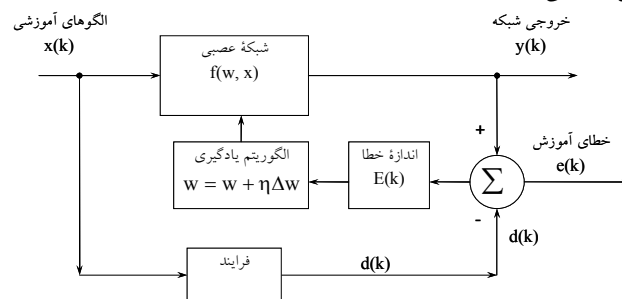 الگوهای آموزشی
x(k)
شبکهٔ عصبی
f(w, x)
خروجی شبکه
y(k)
الگوریتم یادگیری
w = w + ηΔw
اندازهٔ خطا
E(k)
+
Σ
-
خطای آموزش
e(k)
d(k)
فرایند
d(k)